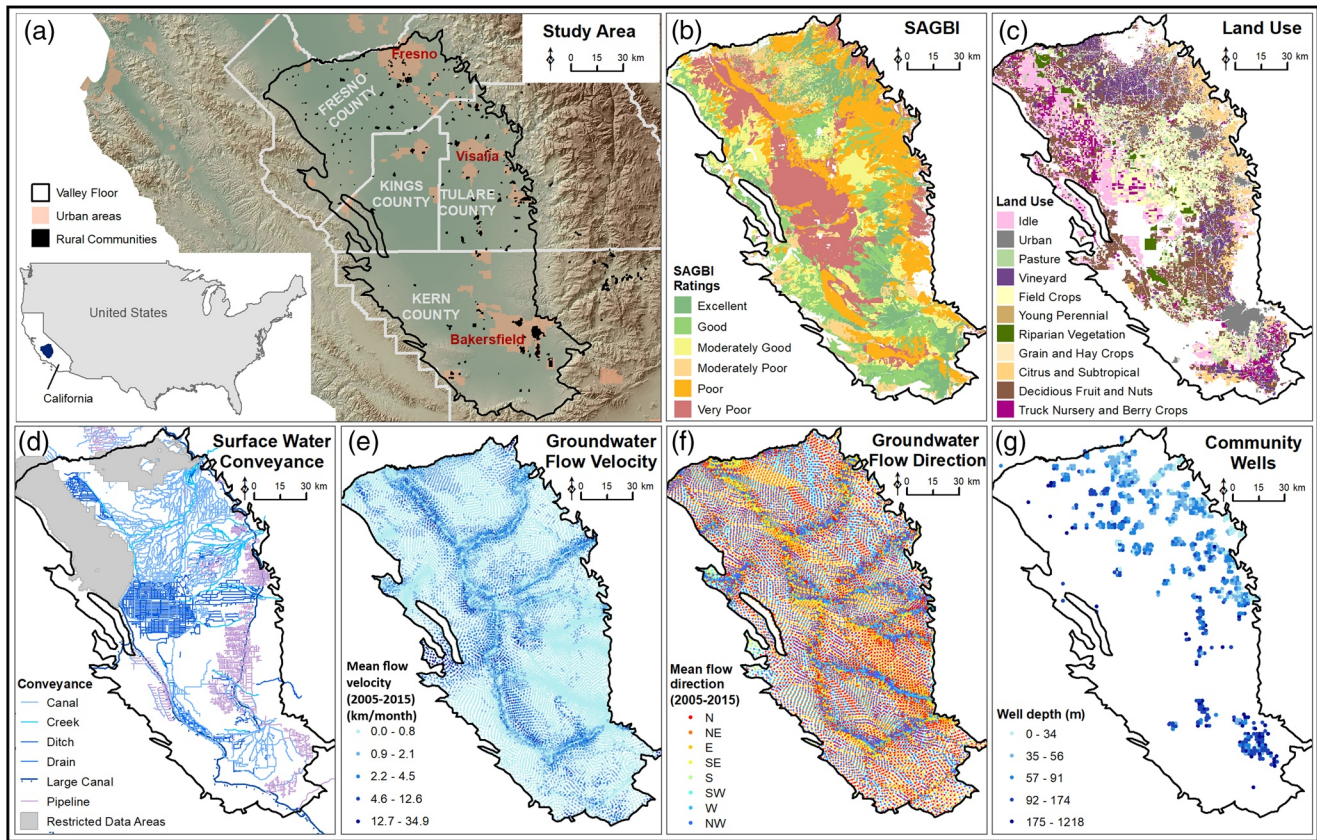 (a)
Study Area
0 15 30 km
Fresno
FRESNO
COUNTY
Visalia
KINGS
COUNTY
TULARE
COUNTY
KERN
COUNTY
Bakersfield
Valley Floor
Urban areas
Rural Communities
United States
California
(b)
SAGBI
0 15 30 km
SAGBI
Ratings
Excellent
Good
Moderately Good
Moderately Poor
Poor
Very Poor
(c)
Land Use
0 15 30 km
Land Use
Idle
Urban
Pasture
Vineyard
Field Crops
Young Perennial
Riparian Vegetation
Grain and Hay Crops
Citrus and Subtropical
Decidious Fruit and Nuts
Truck Nursery and Berry Crops
(d)
Surface Water
Conveyance
0 15 30 km
Conveyance
Canal
Creek
Ditch
Drain
Large Canal
Pipeline
Restricted Data Areas
(e)
Groundwater
Flow Velocity
0 15 30 km
Mean flow
velocity
(2005-2015)
(km/month)
0.0 - 0.8
0.9 - 2.1
2.2 - 4.5
4.6 - 12.6
12.7 - 34.9
(f)
Groundwater
Flow Direction
0 15 30 km
Mean flow
direction
(2005-2015)
N
NE
E
SE
S
SW
W
NW
(g)
Community
Wells
0 15 30 km
Well depth (m)
0 - 34
35 - 56
57 - 91
92 - 174
175 - 1218